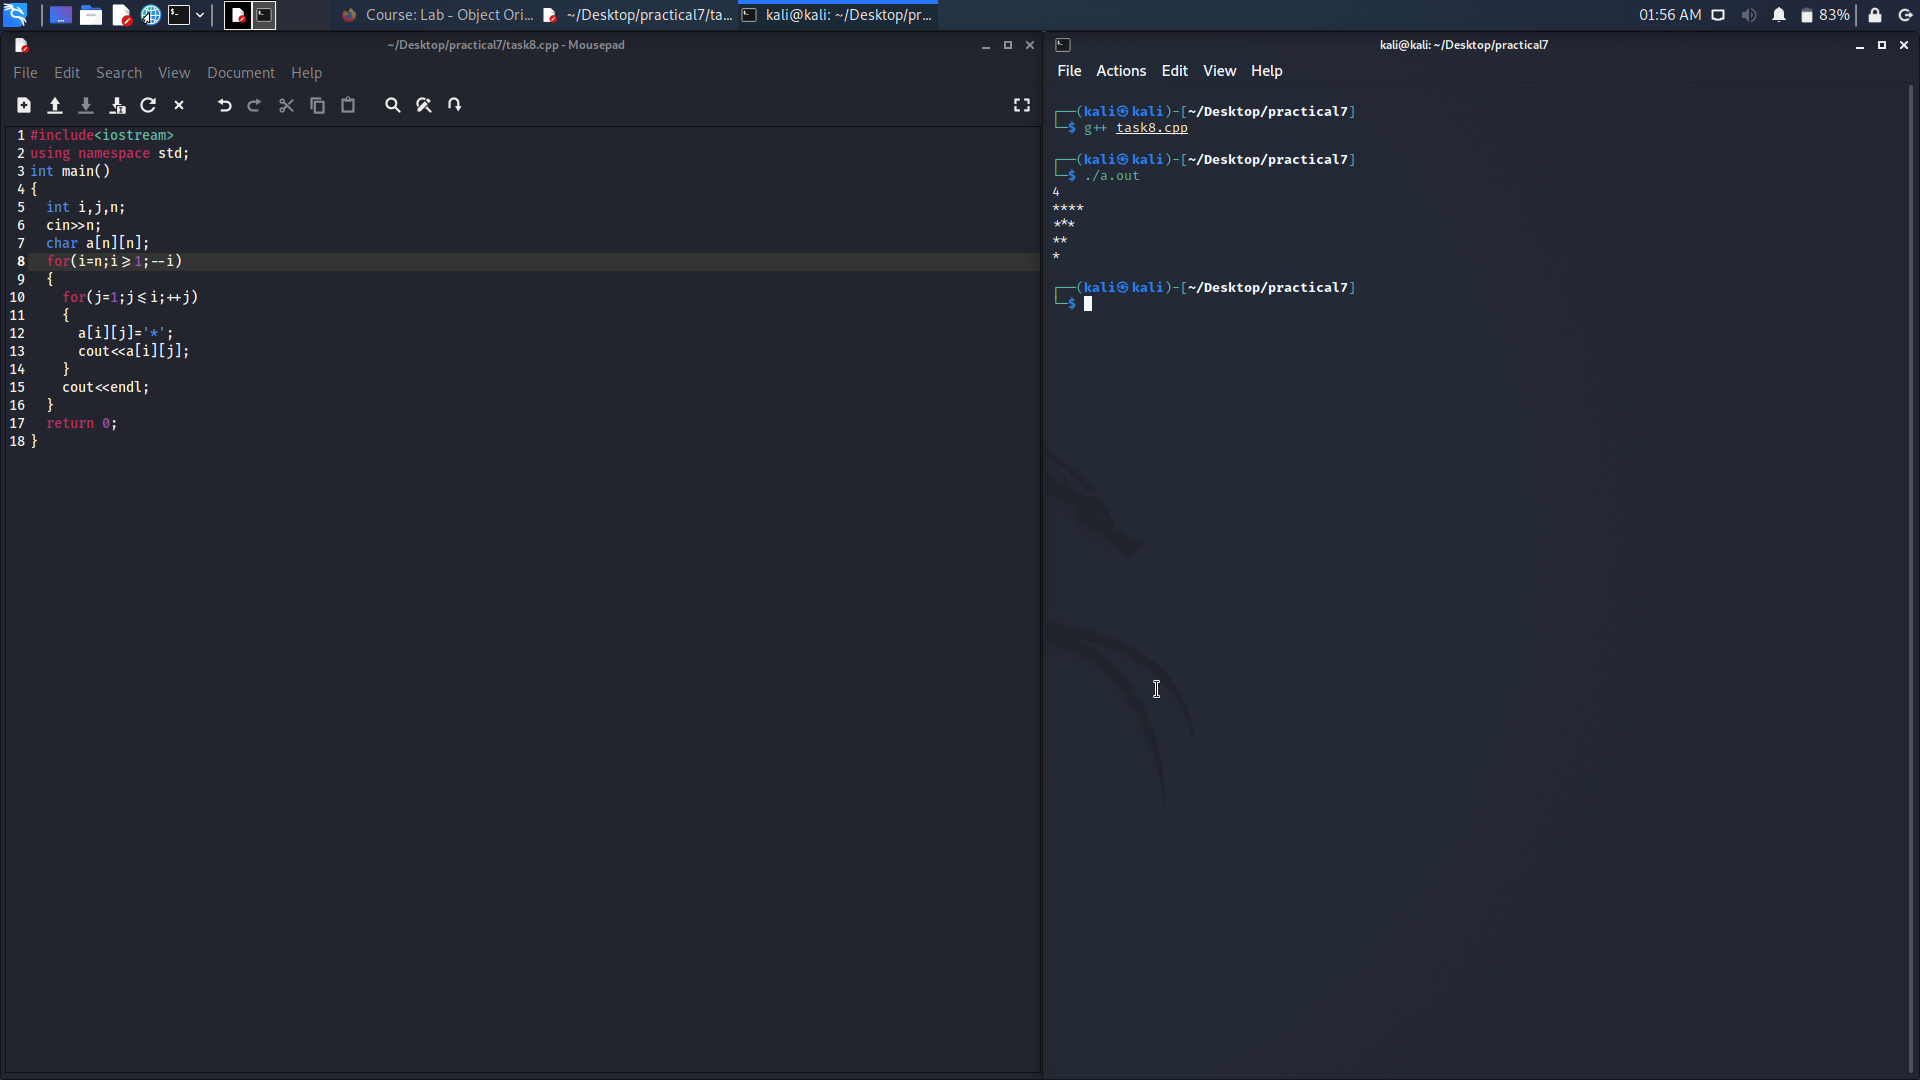 Course: Lab - Object Ori...
~/Desktop/practical7/ta...
kali@kali: ~/Desktop/pr...
01:56 AM
83%
~/Desktop/practical7/task8.cpp - Mousepad
File Edit Search View Document Help
1 #include<iostream>
2 using namespace std;
3 int main()
4 {
5 int i,j,n;
6 cin>>n;
7 char a[n][n];
8 for(i=n;i>=1;--i)
9 {
10 for(j=1;j<=i;++j)
11 {
12 a[i][j]='*';
13 cout<<a[i][j];
14 }
15 cout<<endl;
16 }
17 return 0;
18 }
kali@kali: ~/Desktop/practical7
File Actions Edit View Help
┌──(kali㉿kali)-[~/Desktop/practical7]
└─$ g++ task8.cpp
┌──(kali㉿kali)-[~/Desktop/practical7]
└─$ ./a.out
4
****
***
**
*
┌──(kali㉿kali)-[~/Desktop/practical7]
└─$